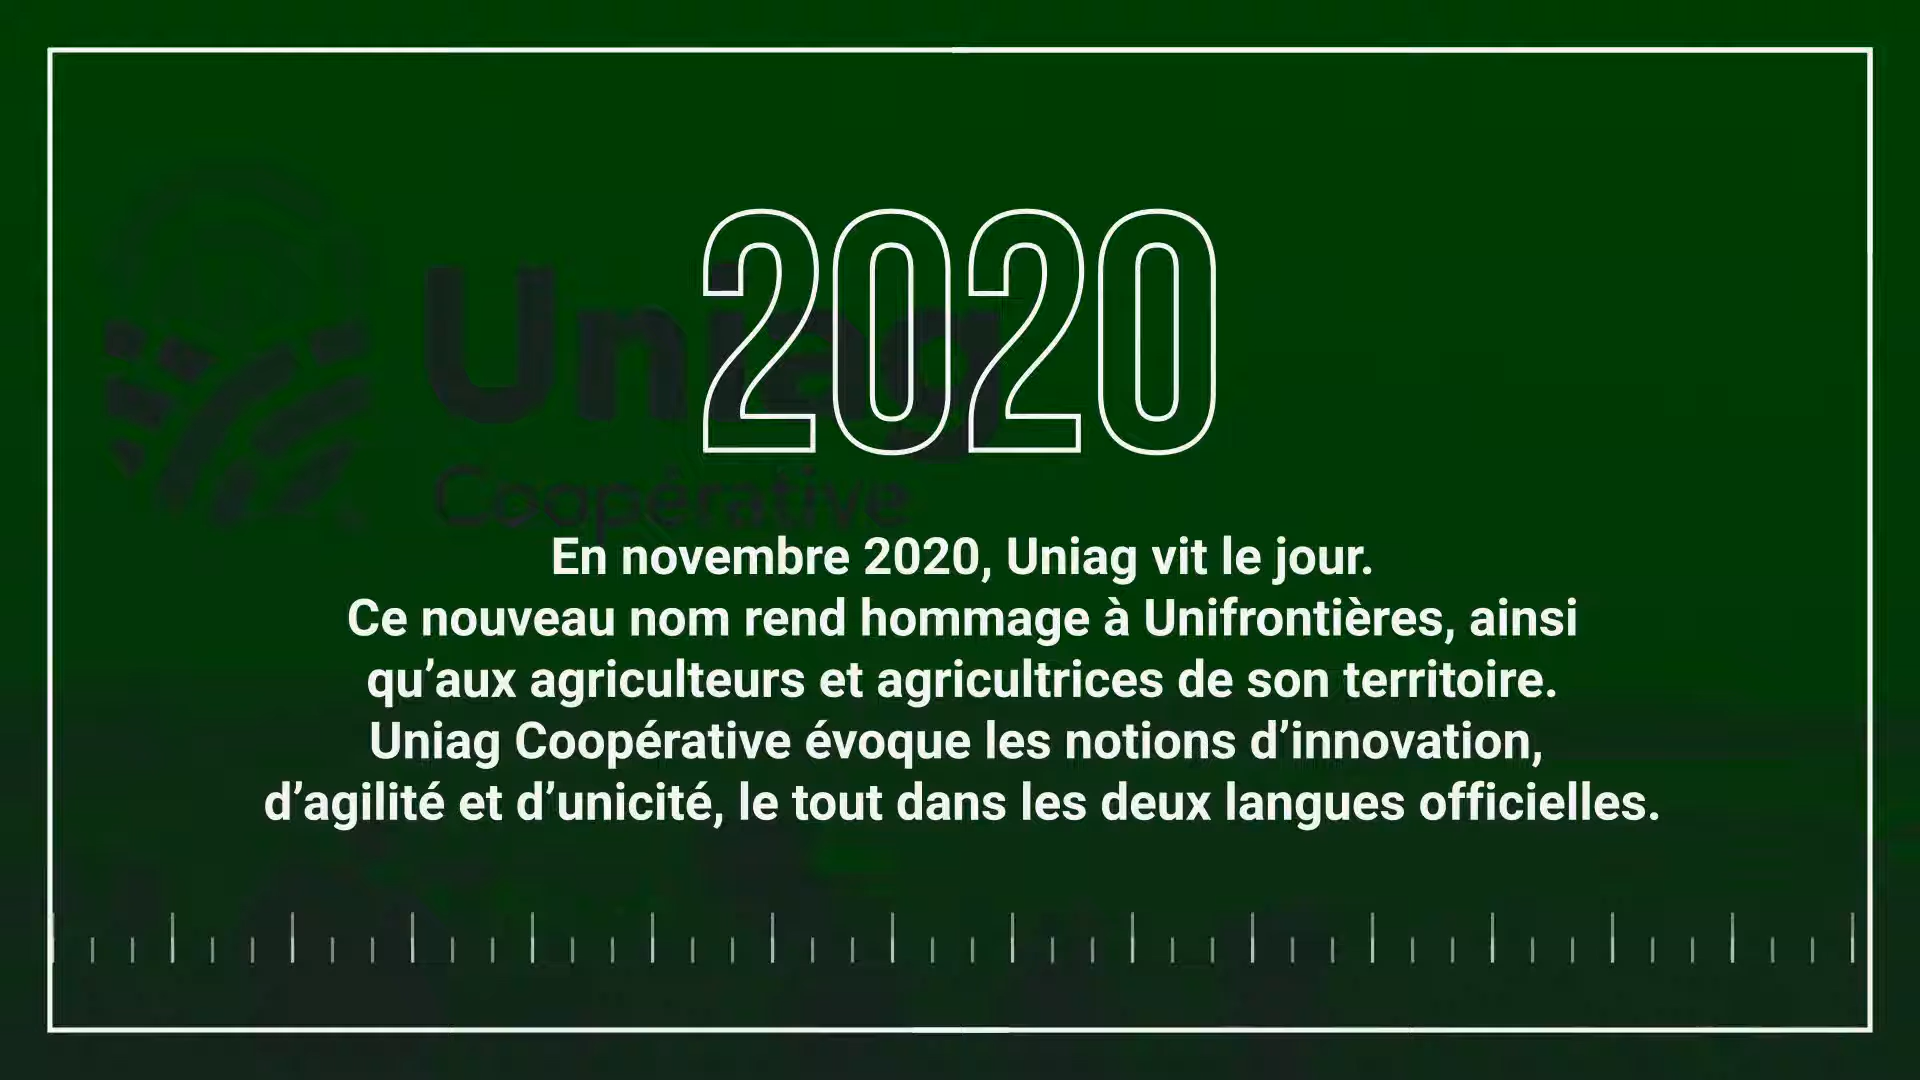 2020
Uniag
Coopérative
En novembre 2020, Uniag vit le jour.
Ce nouveau nom rend hommage à Unifrontières, ainsi
qu’aux agriculteurs et agricultrices de son territoire.
Uniag Coopérative évoque les notions d’innovation,
d’agilité et d’unicité, le tout dans les deux langues officielles.